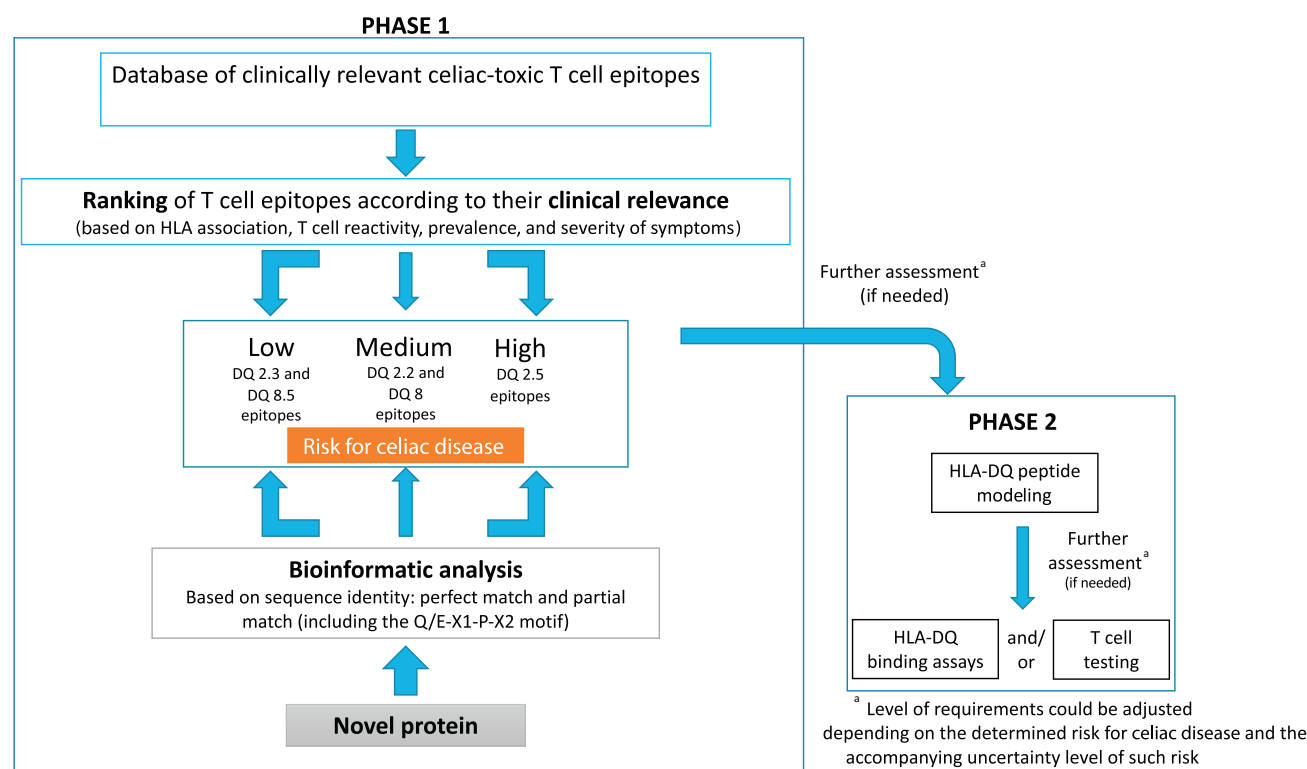 PHASE 1
Database of clinically relevant celiac-toxic T cell epitopes
Ranking of T cell epitopes according to their clinical relevance
(based on HLA association, T cell reactivity, prevalence, and severity of symptoms)
Low
DQ 2.3 and
DQ 8.5
epitopes
Medium
DQ 2.2 and
DQ 8
epitopes
High
DQ 2.5
epitopes
Risk for celiac disease
Bioinformatic analysis
Based on sequence identity: perfect match and partial
match (including the Q/E-X1-P-X2 motif)
Novel protein
Further assessment a
(if needed)
PHASE 2
HLA-DQ peptide
modeling
Further
assessment a
(if needed)
HLA-DQ
binding assays
and/
or
T cell
testing
a Level of requirements could be adjusted
depending on the determined risk for celiac disease and the
accompanying uncertainty level of such risk